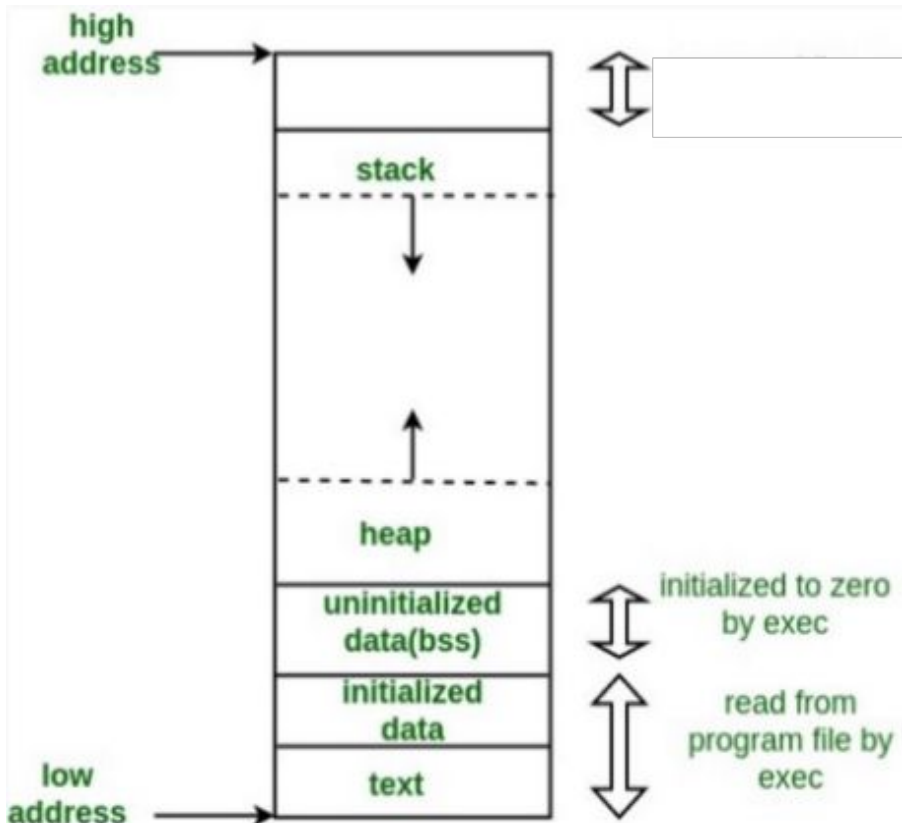 high
address
stack
heap
uninitialized
data(bss)
initialized to zero
by exec
initialized
data
read from
program file by
exec
text
low
address